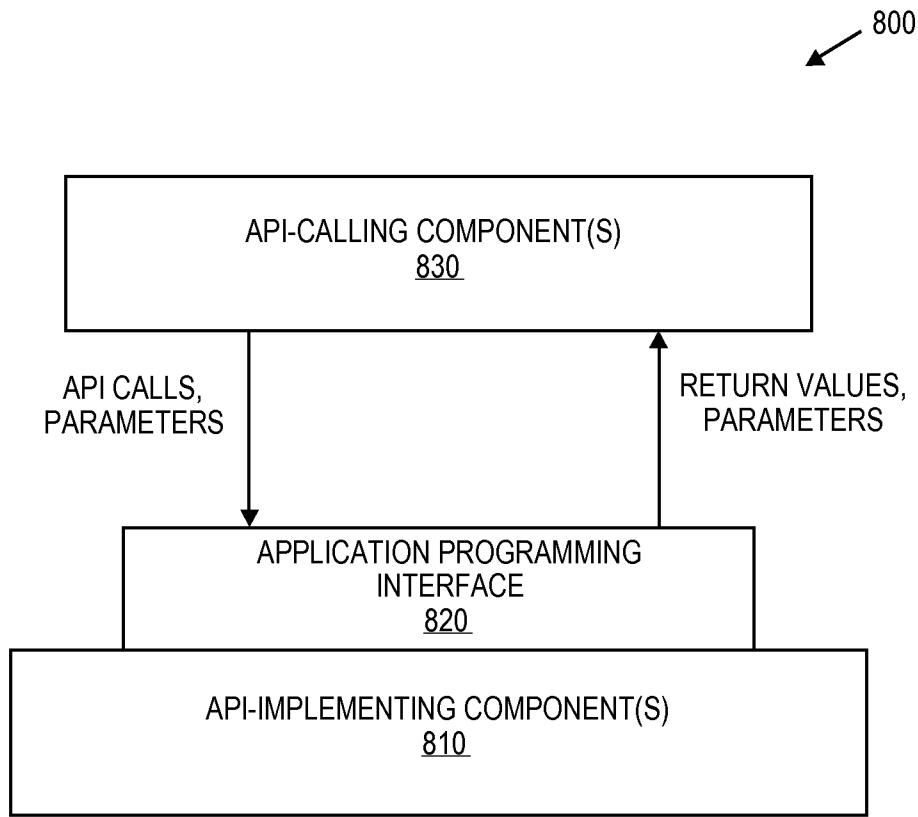 800
API-CALLING COMPONENT(S)
830
API CALLS,
PARAMETERS
RETURN VALUES,
PARAMETERS
APPLICATION PROGRAMMING
INTERFACE
820
API-IMPLEMENTING COMPONENT(S)
810